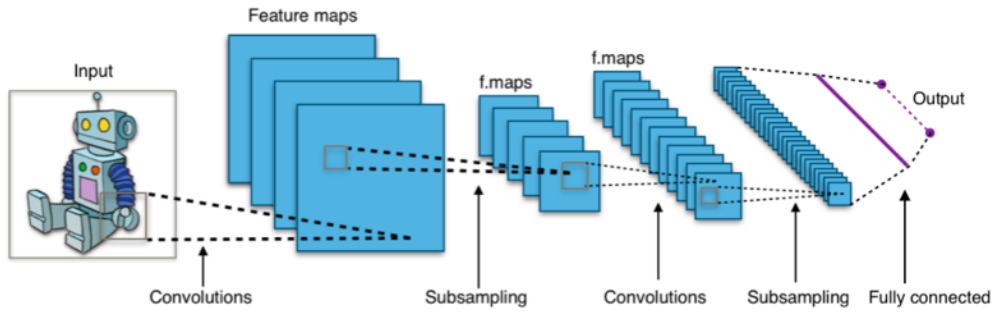 Feature maps
Input
f.maps
f.maps
Output
Convolutions
Subsampling
Convolutions
Subsampling
Fully connected